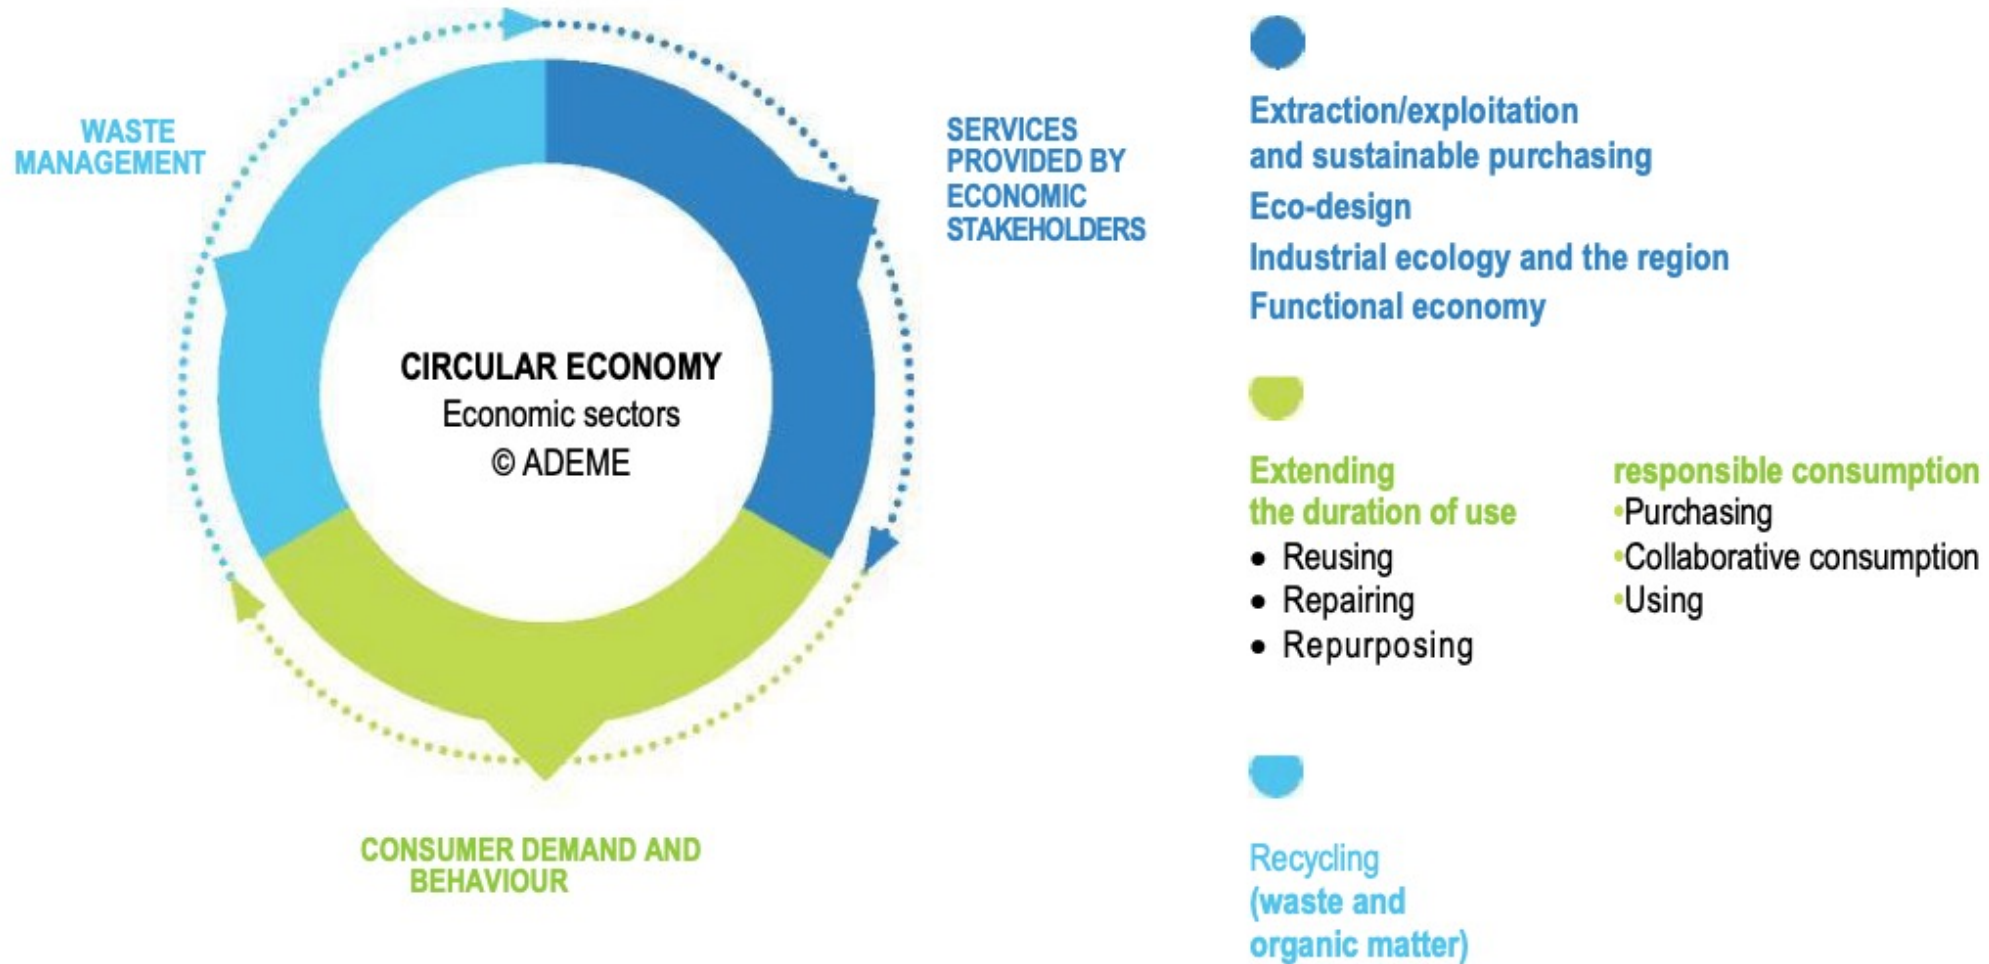 WASTE
MANAGEMENT
SERVICES
PROVIDED BY
ECONOMIC
STAKEHOLDERS
CIRCULAR ECONOMY
Economic sectors
© ADEME
CONSUMER DEMAND AND
BEHAVIOUR
Extraction/exploitation
and sustainable purchasing
Eco-design
Industrial ecology and the region
Functional economy
Extending
the duration of use
• Reusing
• Repairing
• Repurposing
responsible consumption
•Purchasing
•Collaborative consumption
•Using
Recycling
(waste and
organic matter)